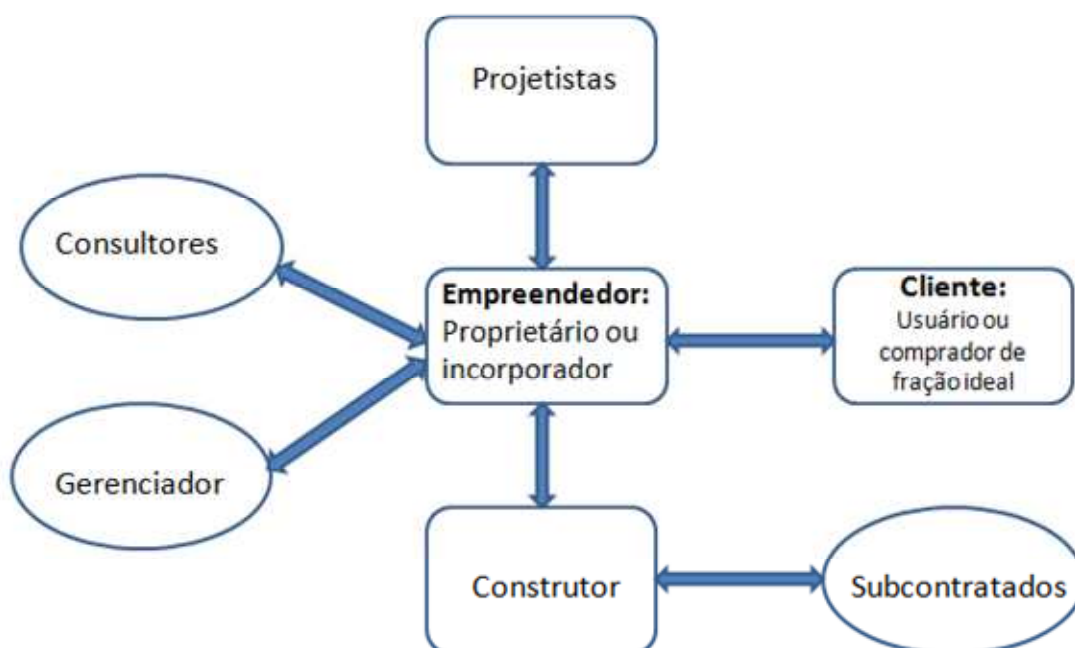 Projetistas
Consultores
Empreendedor:
Proprietário ou
incorporador
Cliente:
Usuário ou
comprador de
fração ideal
Gerenciador
Construtor
Subcontratados